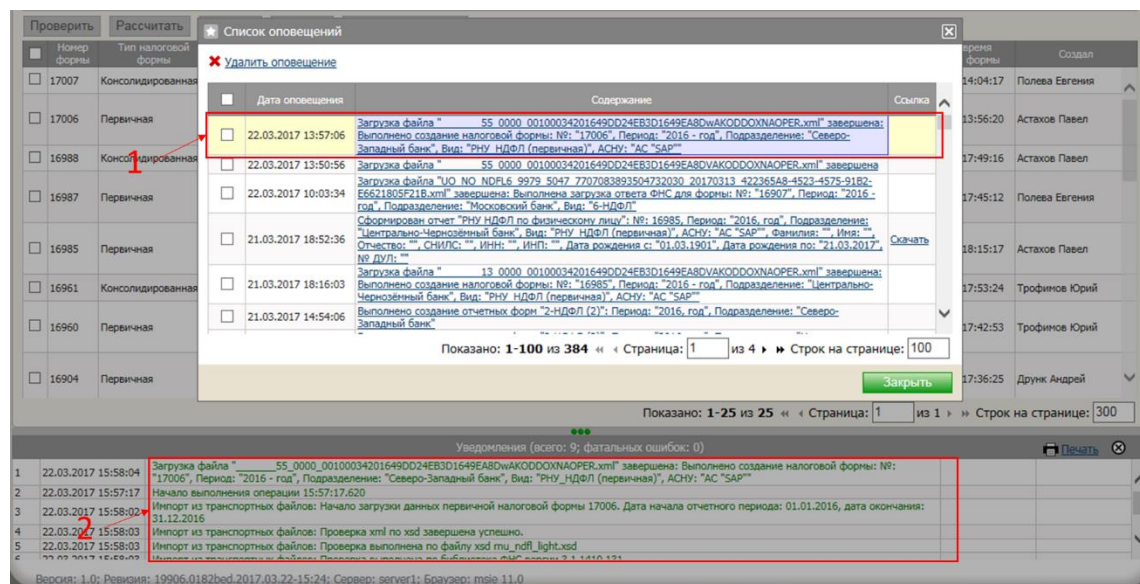 Проверить Рассчитать
Список оповещений
Удалить оповещение
Номер формы Тип налоговой формы
время формы Создал
Дата оповещения Содержание Ссылка
17007 Консолидированная 14:04:17 Полева Евгения
17006 Первичная 13:56:20 Астахов Павел
16988 Консолидированная 17:49:16 Астахов Павел
16987 Первичная 17:45:12 Полева Евгения
16985 Первичная 18:15:17 Астахов Павел
16961 Консолидированная 17:53:24 Трофимов Юрий
16960 Первичная 17:42:53 Трофимов Юрий
16904 Первичная 17:36:25 Друнк Андрей
1
22.03.2017 13:57:06
Загрузка файла "_______55_0000_00100034201649DD24EB3D1649EA8DwAKODDOXNAOPER.xml" завершена:
Выполнено создание налоговой формы: №: "17006", Период: "2016 - год", Подразделение: "Северо-
Западный банк", Вид: "РНУ_НДФЛ (первичная)", АСНУ: "АС "SAP""
22.03.2017 13:50:56
Загрузка файла "_______55_0000_00100034201649DD24EB3D1649EA8DVAKODDOXNAOPER.xml" завершена
22.03.2017 10:03:34
Загрузка файла "UO_NO_NDFL6_9979_5047_7707083893504732030_20170313_422365A8-4523-4575-91B2-
E6621805F21B.xml" завершена: Выполнена загрузка ответа ФНС для формы: №: "16907", Период: "2016 -
год", Подразделение: "Московский банк", Вид: "6-НДФЛ"
21.03.2017 18:52:36
Сформирован отчет "РНУ НДФЛ по физическому лицу": №: 16985, Период: "2016, год", Подразделение:
"Центрально-Чернозёмный банк", Вид: "РНУ_НДФЛ (первичная)", АСНУ: "АС "SAP"", Фамилия: "", Имя: "",
Отчество: "", СНИЛС: "", ИНН: "", ИНП: "", Дата рождения с: "01.03.1901", Дата рождения по: "21.03.2017",
№ ДУЛ: ""
Скачать
21.03.2017 18:16:03
Загрузка файла "_______13_0000_00100034201649DD24EB3D1649EA8DVAKODDOXNAOPER.xml" завершена:
Выполнено создание налоговой формы: №: "16985", Период: "2016 - год", Подразделение: "Центрально-
Чернозёмный банк", Вид: "РНУ_НДФЛ (первичная)", АСНУ: "АС "SAP""
21.03.2017 14:54:06
Выполнено создание отчетных форм "2-НДФЛ (2)": Период: "2016, год", Подразделение: "Северо-
Западный банк"
Показано: 1-100 из 384 Страница: 1 из 4 Строк на странице: 100
Закрыть
Показано: 1-25 из 25 Страница: 1 из 1 Строк на странице: 300
Уведомления (всего: 9; фатальных ошибок: 0) Печать
1 22.03.2017 15:58:04 Загрузка файла "_______55_0000_00100034201649DD24EB3D1649EA8DwAKODDOXNAOPER.xml" завершена: Выполнено создание налоговой формы: №:
"17006", Период: "2016 - год", Подразделение: "Северо-Западный банк", Вид: "РНУ_НДФЛ (первичная)", АСНУ: "АС "SAP""
2 22.03.2017 15:57:17 Начало выполнения операции 15:57:17.620
2
3 22.03.2017 15:58:02 Импорт из транспортных файлов: Начало загрузки данных первичной налоговой формы 17006. Дата начала отчетного периода: 01.01.2016, дата окончания:
31.12.2016
4 22.03.2017 15:58:03 Импорт из транспортных файлов: Проверка xml по xsd завершена успешно.
5 22.03.2017 15:58:03 Импорт из транспортных файлов: Проверка выполнена по файлу xsd rnu_ndfl_light.xsd
Версия: 1.0; Ревизия: 19906.0182bed.2017.03.22-15:24; Сервер: server1; Браузер: msie 11.0